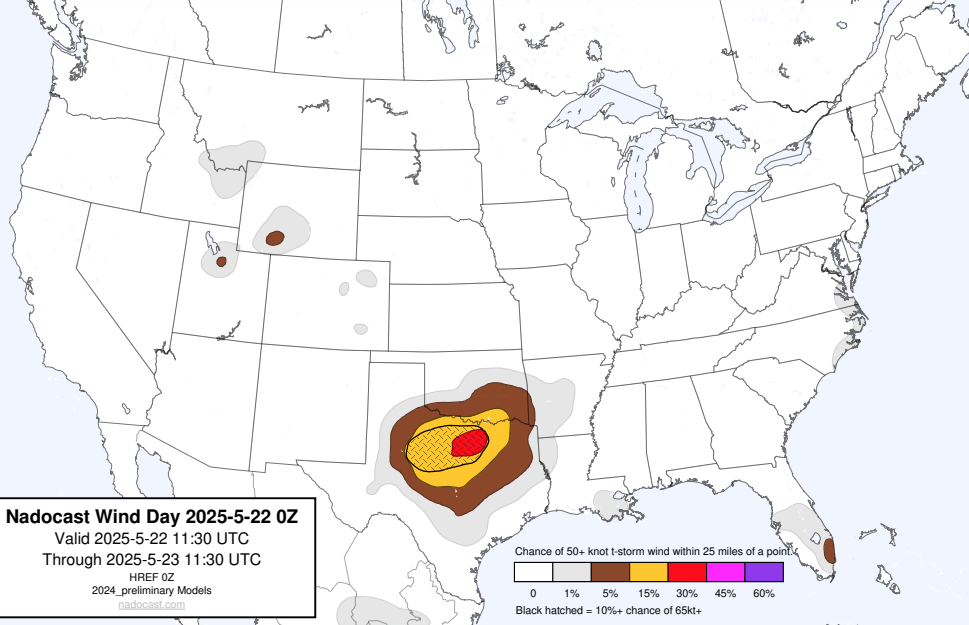 Nadocast Wind Day 2025-5-22 0Z
Valid 2025-5-22 11:30 UTC
Through 2025-5-23 11:30 UTC
HREF 0Z
2024_preliminary Models
nadocast.com
Chance of 50+ knot t-storm wind within 25 miles of a point.
0 1% 5% 15% 30% 45% 60%
Black hatched = 10%+ chance of 65kt+